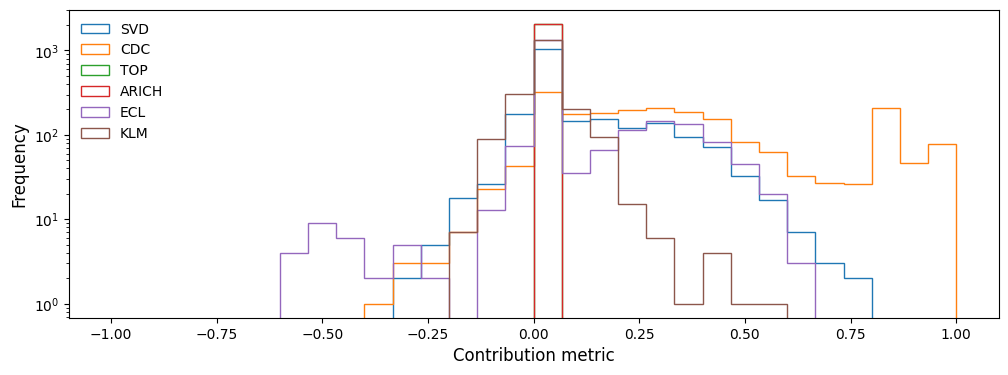 SVD
CDC
TOP
ARICH
ECL
KLM
Frequency
10³
10²
10¹
10⁰
−1.00 −0.75 −0.50 −0.25 0.00 0.25 0.50 0.75 1.00
Contribution metric